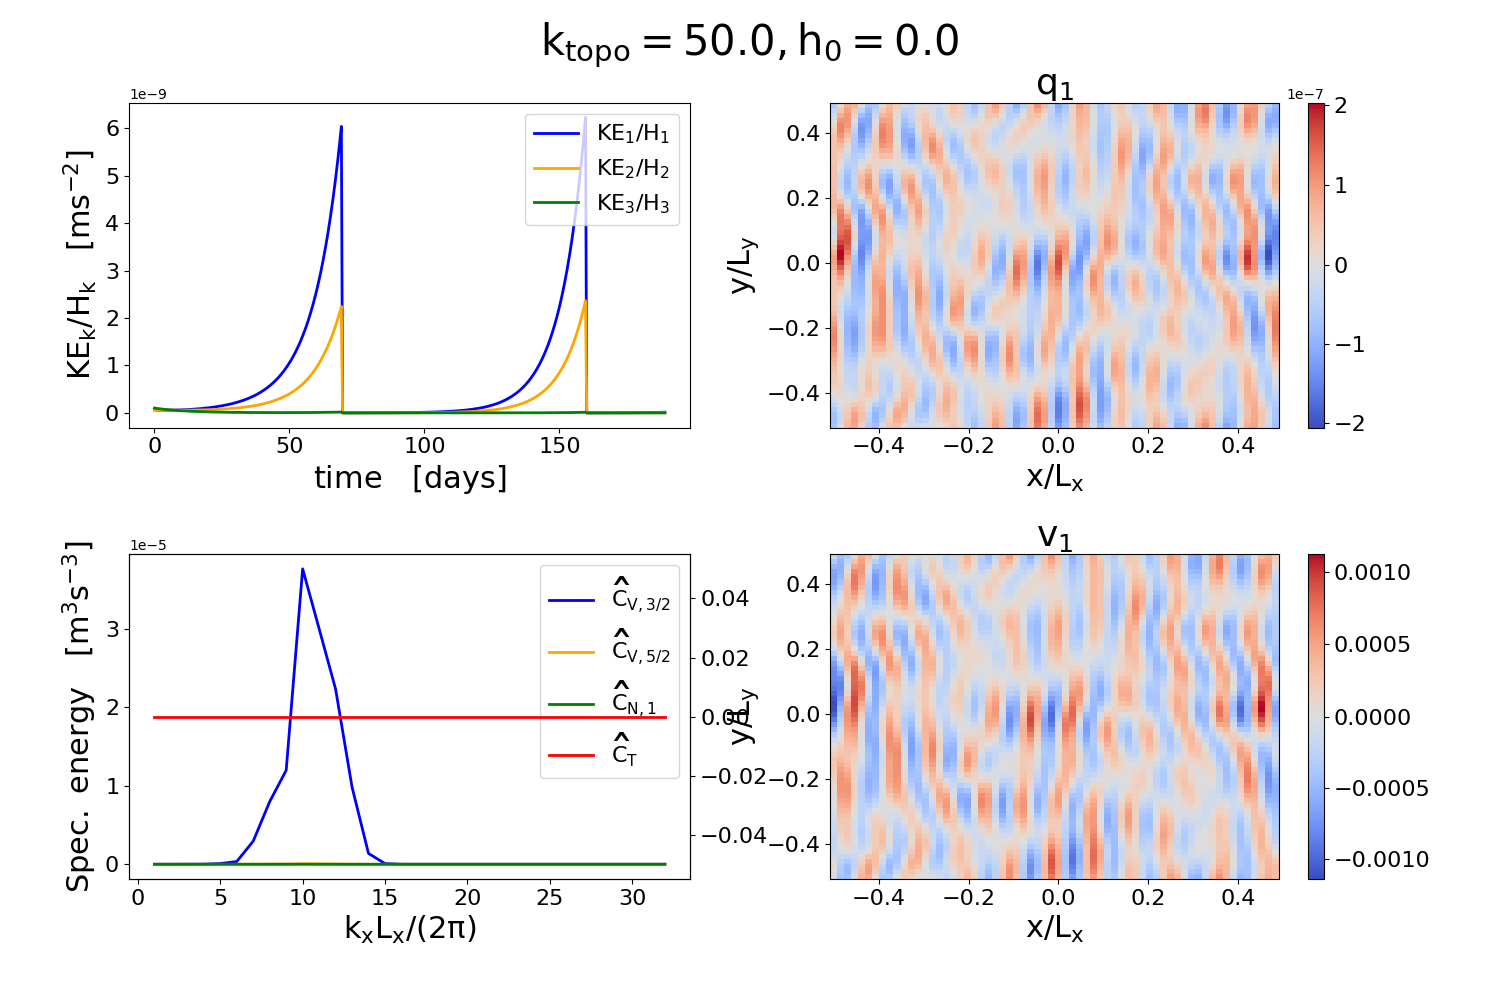 k_topo = 50.0, h_0 = 0.0
1e−9
KE_k/H_k [ms^−2]
6
5
4
3
2
1
0
KE_1/H_1
KE_2/H_2
KE_3/H_3
0 50 100 150
time [days]
q_1
1e−7
y/L_y
0.4
0.2
0.0
−0.2
−0.4
−0.4 −0.2 0.0 0.2 0.4
x/L_x
2
1
0
−1
−2
1e−5
Spec. energy [m^3s^−3]
3
2
1
0
Ĉ_V,3/2
Ĉ_V,5/2
Ĉ_N,1
Ĉ_T
0.04
0.02
0.00
−0.02
−0.04
0 5 10 15 20 25 30
k_xL_x/(2π)
v_1
y/L_y
0.4
0.2
0.0
−0.2
−0.4
−0.4 −0.2 0.0 0.2 0.4
x/L_x
0.0010
0.0005
0.0000
−0.0005
−0.0010